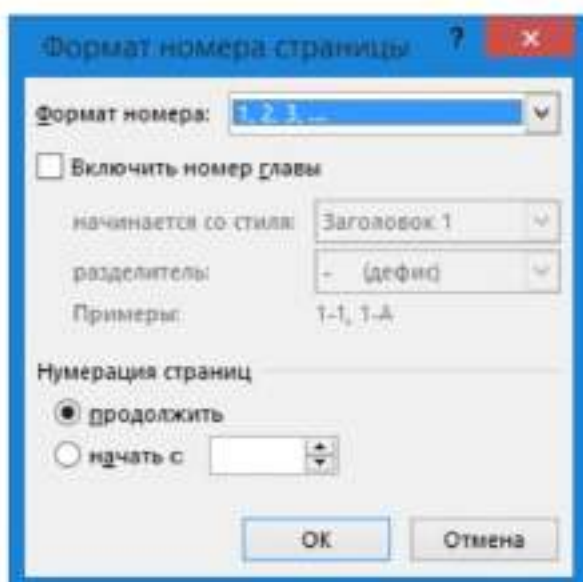 Формат номера страницы ?
Формат номера: 1, 2, 3, ...
Включить номер главы
начинается со стиля: Заголовок 1
разделитель: - (дефис)
Примеры: 1-1, 1-A
Нумерация страниц
продолжить
начать с:
ОК Отмена